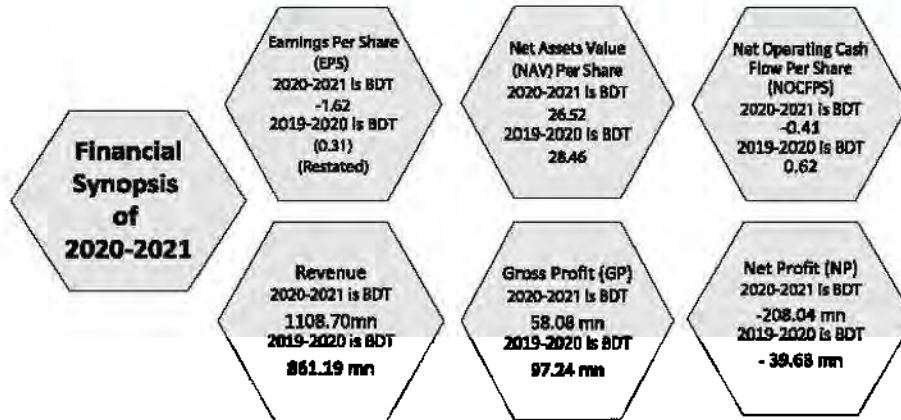 Financial
Synopsis
of
2020-2021
Earnings Per Share
(EPS)
2020-2021 is BDT
-1.62
2019-2020 is BDT
(0.31)
(Restated)
Net Assets Value
(NAV) Per Share
2020-2021 is BDT
26.52
2019-2020 is BDT
28.46
Net Operating Cash
Flow Per Share
(NOCFPS)
2020-2021 is BDT
-0.41
2019-2020 is BDT
0.62
Revenue
2020-2021 is BDT
1108.70mn
2019-2020 is BDT
861.19 mn
Gross Profit (GP)
2020-2021 is BDT
58.08 mn
2019-2020 is BDT
97.24 mn
Net Profit (NP)
2020-2021 is BDT
-208.04 mn
2019-2020 is BDT
- 39.68 mn